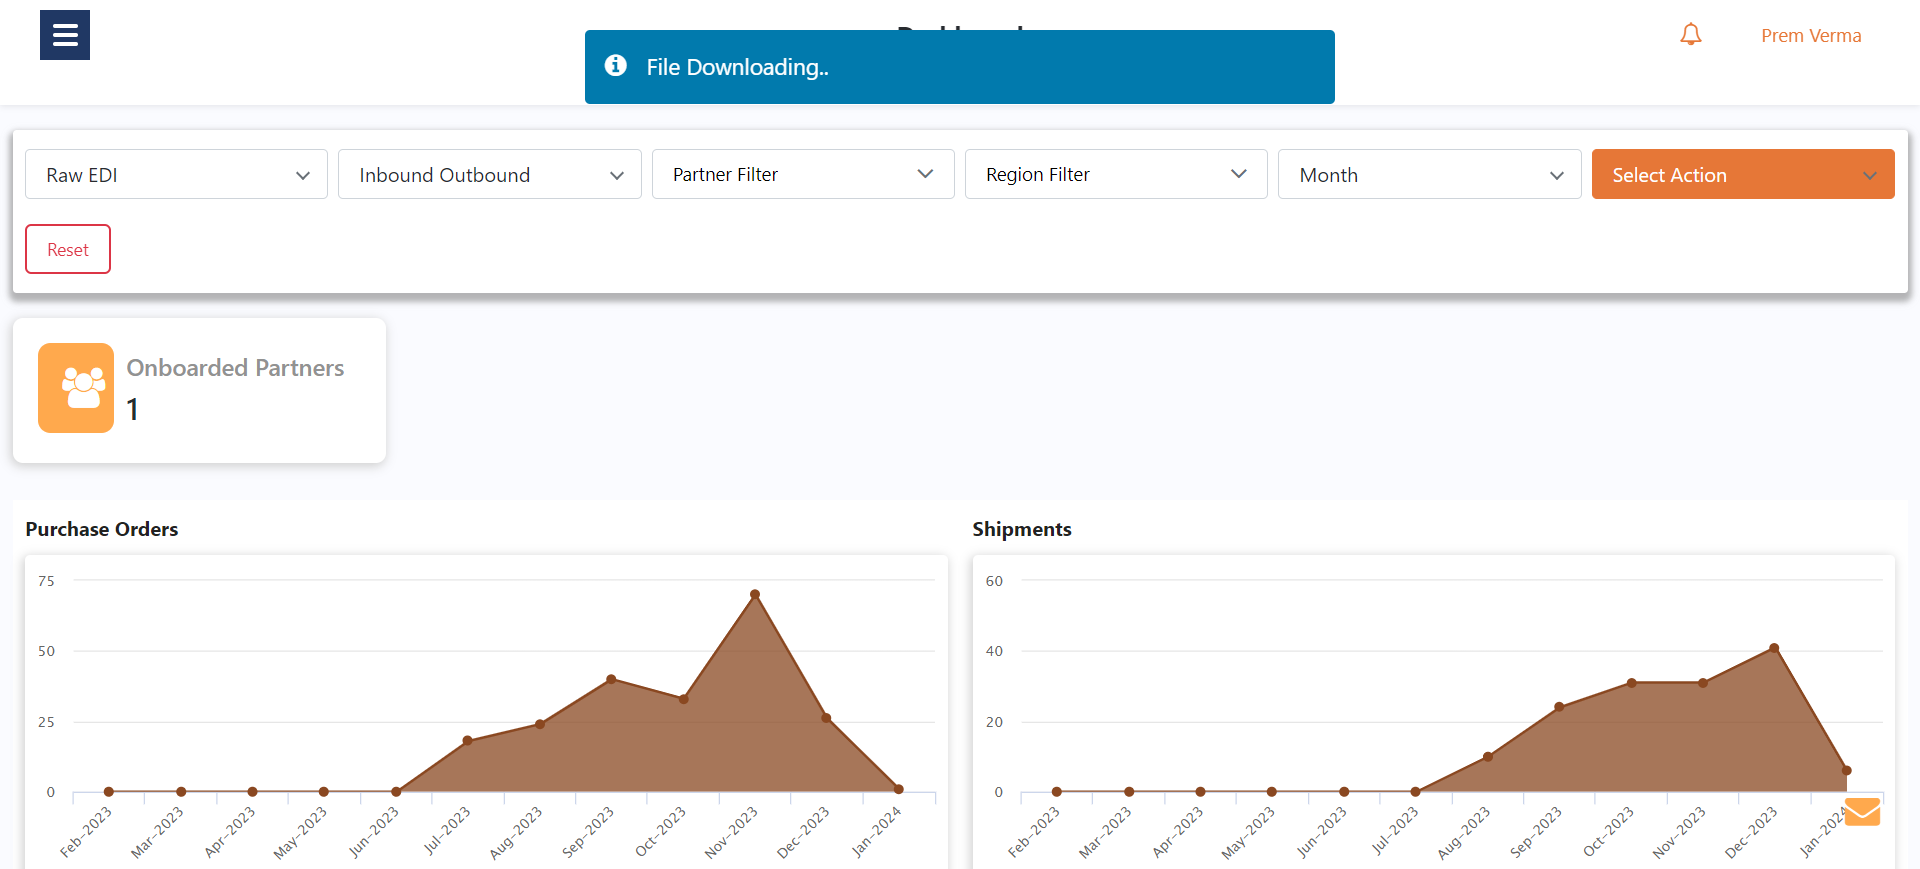 File Downloading..
Prem Verma
Raw EDI
Inbound Outbound
Partner Filter
Region Filter
Month
Select Action
Reset
Onboarded Partners
1
Purchase Orders
75
50
25
0
Feb-2023
Mar-2023
Apr-2023
May-2023
Jun-2023
Jul-2023
Aug-2023
Sep-2023
Oct-2023
Nov-2023
Dec-2023
Jan-2024
Shipments
60
40
20
0
Feb-2023
Mar-2023
Apr-2023
May-2023
Jun-2023
Jul-2023
Aug-2023
Sep-2023
Oct-2023
Nov-2023
Dec-2023
Jan-2024